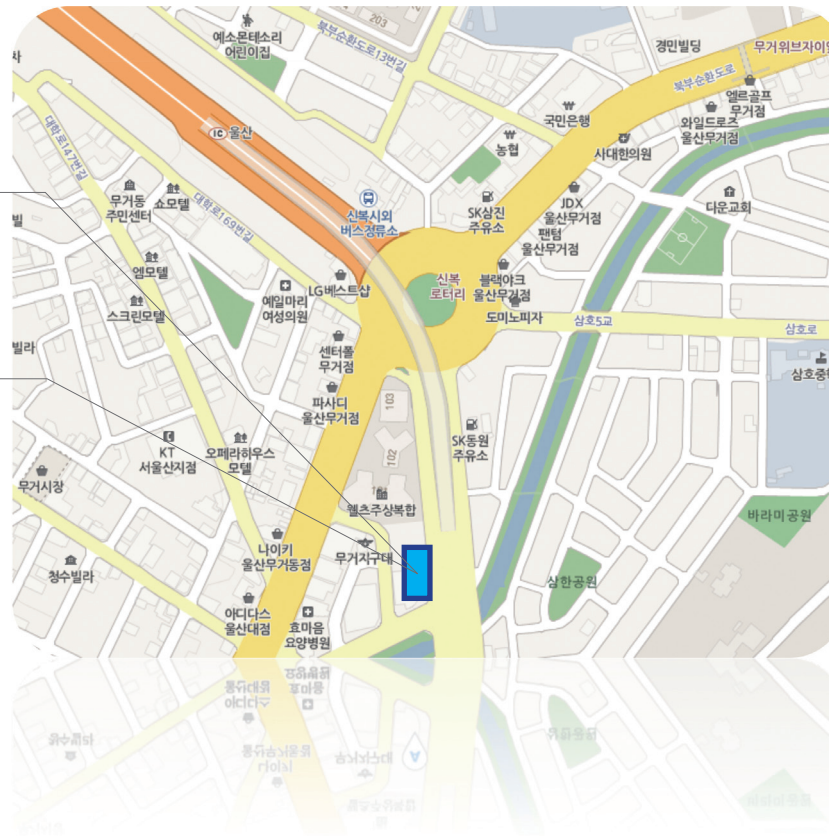 203
예소몬테소리
어린이집
북부순환도로13번길
경민빌딩
무거위브자이
차
북부순환도로
엘르골프
무거점
국민은행
와일드로즈
울산무거점
IC 울산
대학로147번길
농협
사대한의원
무거동
주민센터
쇼모텔
대학로169번길
신복시외
버스정류소
SK삼진
주유소
JDX
울산무거점
팬텀
울산무거점
다운교회
빌
엠모텔
예일마리
여성의원
LG베스트샵
신복
로터리
블랙야크
울산무거점
도미노피자
스크린모텔
삼호5교
삼호로
빌라
센터폴
무거점
삼호중학
파사디
울산무거점
103
102
SK동원
주유소
KT
서울산지점
오페라하우스
모텔
무거시장
웰츠주상복합
바라미공원
나이키
울산무거동점
무거지구대
청수빌라
삼한공원
아디다스
울산대점
효마음
요양병원
A